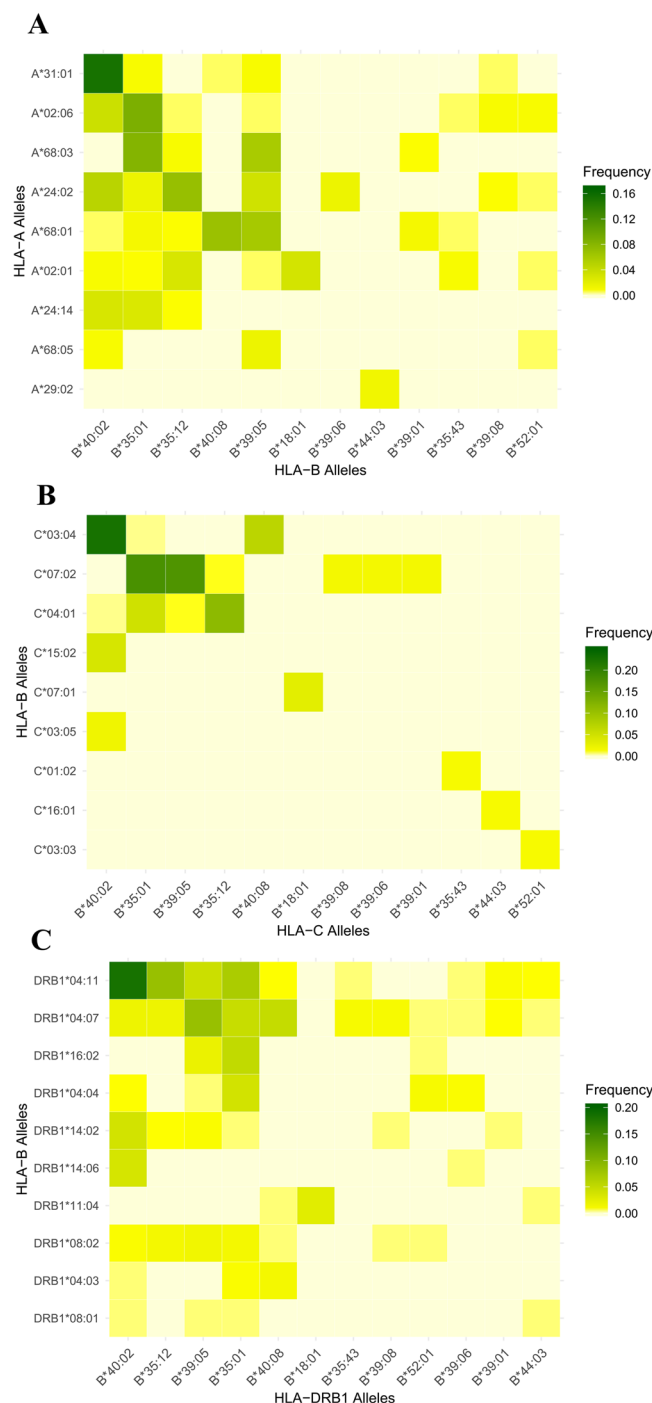 A
A*31:01
A*02:06
A*68:03
A*24:02
A*68:01
A*02:01
A*24:14
A*68:05
A*29:02
HLA−A Alleles
B*40:02 B*35:01 B*35:12 B*40:08 B*39:05 B*18:01 B*39:06 B*44:03 B*39:01 B*35:43 B*39:08 B*52:01
HLA−B Alleles
Frequency
0.16
0.12
0.08
0.04
0.00
B
C*03:04
C*07:02
C*04:01
C*15:02
C*07:01
C*03:05
C*01:02
C*16:01
C*03:03
HLA−B Alleles
B*40:02 B*35:01 B*39:05 B*35:12 B*40:08 B*18:01 B*39:08 B*39:06 B*39:01 B*35:43 B*44:03 B*52:01
HLA−C Alleles
Frequency
0.20
0.15
0.10
0.05
0.00
C
DRB1*04:11
DRB1*04:07
DRB1*16:02
DRB1*04:04
DRB1*14:02
DRB1*14:06
DRB1*11:04
DRB1*08:02
DRB1*04:03
DRB1*08:01
HLA−B Alleles
B*40:02 B*35:12 B*39:05 B*35:01 B*40:08 B*18:01 B*35:43 B*39:08 B*52:01 B*39:06 B*39:01 B*44:03
HLA−DRB1 Alleles
Frequency
0.20
0.15
0.10
0.05
0.00